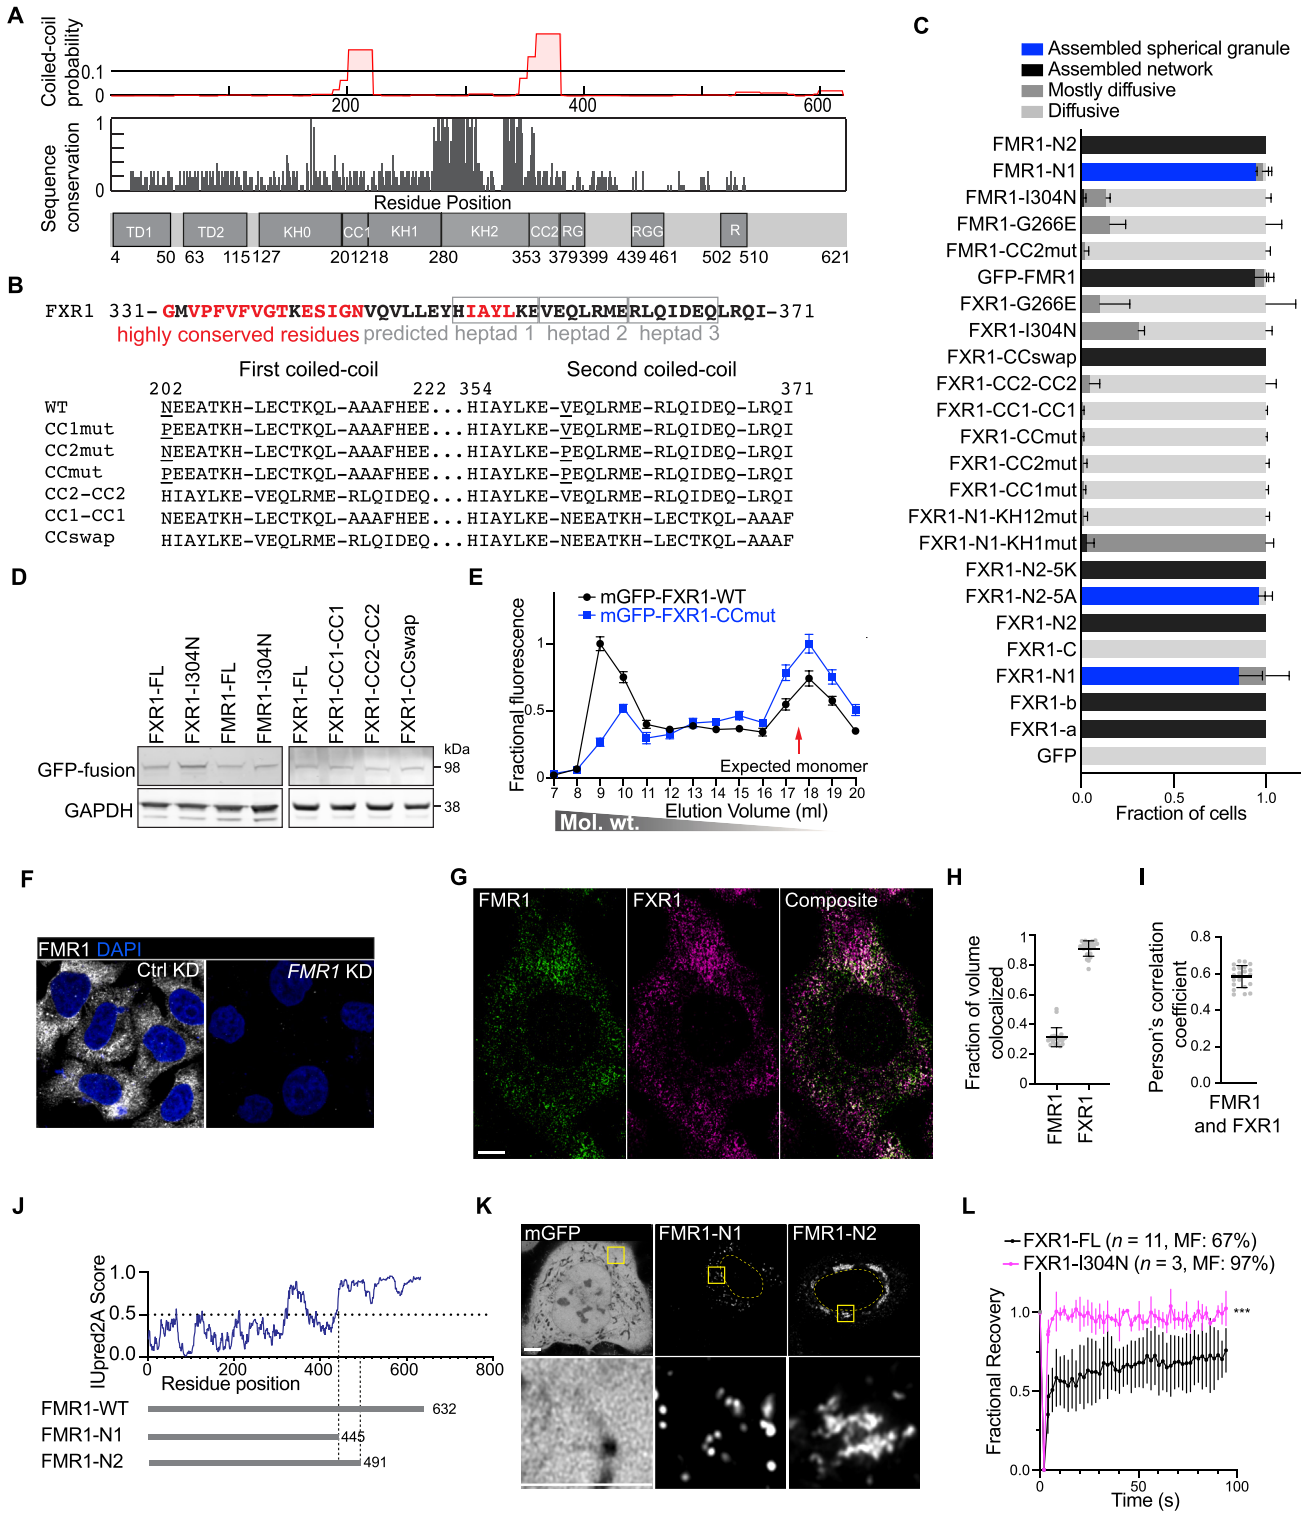 A
Coiled-coil probability
0.1
0
200
400
600
Sequence conservation
1
0
Residue Position
TD1 TD2 KH0 CC1 KH1 KH2 CC2 RG RGG R
4 50 63 115 127 201 218 280 353 379 399 439 461 502 510 621
B
FXR1 331-GMVPFVFVGTKESIGNVQVLLEYHIAYLKEVEQLRMERLQIDEQLRQI-371
highly conserved residues predicted heptad 1 heptad 2 heptad 3
First coiled-coil Second coiled-coil
202 222 354 371
WT NEEATKH-LECTKQL-AAAFHEE...HIAYLKE-VEQLRME-RLQIDEQ-LRQI
CC1mut PEEATKH-LECTKQL-AAAFHEE...HIAYLKE-VEQLRME-RLQIDEQ-LRQI
CC2mut NEEATKH-LECTKQL-AAAFHEE...HIAYLKE-PEQLRME-RLQIDEQ-LRQI
CCmut PEEATKH-LECTKQL-AAAFHEE...HIAYLKE-PEQLRME-RLQIDEQ-LRQI
CC2-CC2 HIAYLKE-VEQLRME-RLQIDEQ...HIAYLKE-VEQLRME-RLQIDEQ-LRQI
CC1-CC1 NEEATKH-LECTKQL-AAAFHEE...HIAYLKE-NEEATKH-LECTKQL-AAAF
CCswap HIAYLKE-VEQLRME-RLQIDEQ...HIAYLKE-NEEATKH-LECTKQL-AAAF
C
Assembled spherical granule
Assembled network
Mostly diffusive
Diffusive
FMR1-N2
FMR1-N1
FMR1-I304N
FMR1-G266E
FMR1-CC2mut
GFP-FMR1
FXR1-G266E
FXR1-I304N
FXR1-CCswap
FXR1-CC2-CC2
FXR1-CC1-CC1
FXR1-CCmut
FXR1-CC2mut
FXR1-CC1mut
FXR1-N1-KH12mut
FXR1-N1-KH1mut
FXR1-N2-5K
FXR1-N2-5A
FXR1-N2
FXR1-C
FXR1-N1
FXR1-b
FXR1-a
GFP
0.0 0.5 1.0
Fraction of cells
D
FXR1-FL
FXR1-I304N
FMR1-FL
FMR1-I304N
FXR1-FL
FXR1-CC1-CC1
FXR1-CC2-CC2
FXR1-CCswap
kDa
GFP-fusion
98
GAPDH
38
E
mGFP-FXR1-WT
mGFP-FXR1-CCmut
Fractional fluorescence
1
0.5
0
Expected monomer
7 8 9 10 11 12 13 14 15 16 17 18 19 20
Elution Volume (ml)
Mol. wt.
F
FMR1 DAPI
Ctrl KD
FMR1 KD
G
FMR1
FXR1
Composite
H
Fraction of volume colocalized
1
0.8
0.6
0.4
0.2
0
FMR1
FXR1
I
Person's correlation coefficient
0.8
0.6
0.4
0.2
0.0
FMR1
and FXR1
J
IUpred2A Score
1.0
0.5
0.0
0 200 400 600 800
Residue position
FMR1-WT 632
FMR1-N1 445
FMR1-N2 491
K
mGFP
FMR1-N1
FMR1-N2
L
FXR1-FL (n = 11, MF: 67%)
FXR1-I304N (n = 3, MF: 97%)
Fractional Recovery
1.0
0.5
0.0
***
0 50 100
Time (s)